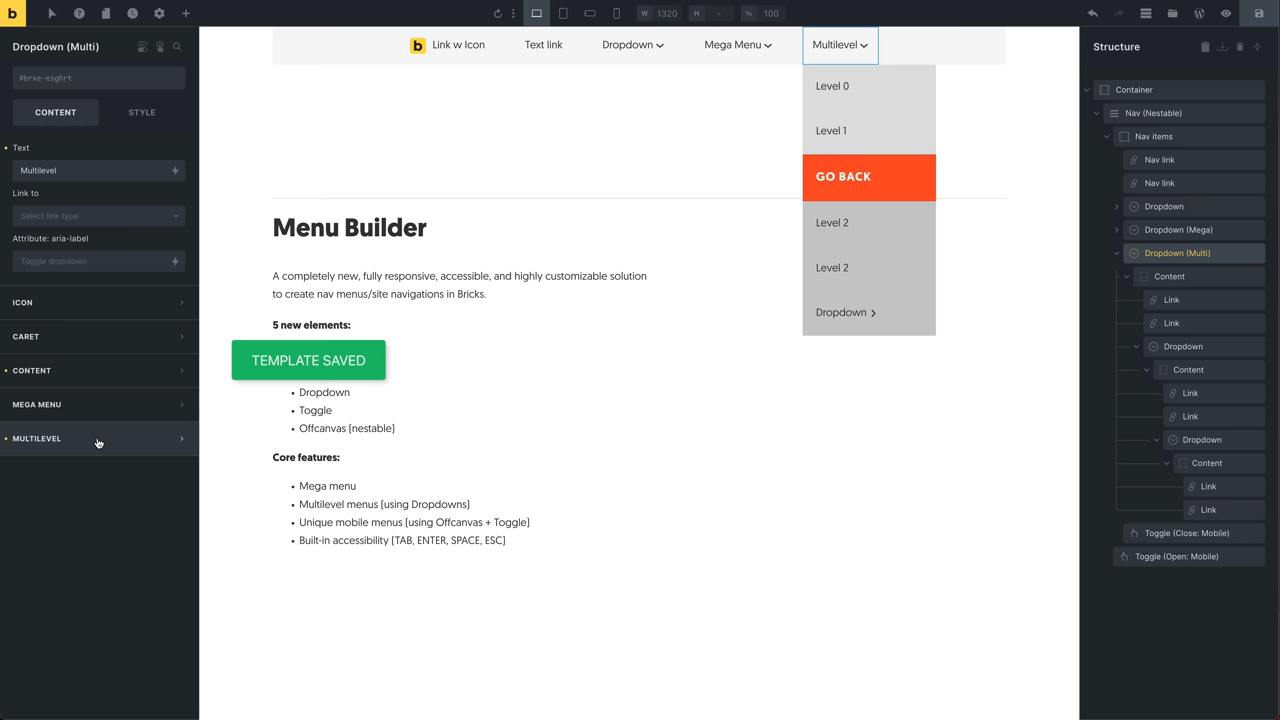 b
W 1320 H - % 100
Dropdown (Multi)
#brxe-esghrt
CONTENT STYLE
Text
Multilevel
Link to
Select link type
Attribute: aria-label
Toggle dropdown
ICON
CARET
CONTENT
MEGA MENU
MULTILEVEL
b Link w Icon Text link Dropdown Mega Menu Multilevel
Level 0
Level 1
GO BACK
Level 2
Level 2
Dropdown
Menu Builder
A completely new, fully responsive, accessible, and highly customizable solution
to create nav menus/site navigations in Bricks.
5 new elements:
TEMPLATE SAVED
• Dropdown
• Toggle
• Offcanvas (nestable)
Core features:
• Mega menu
• Multilevel menus (using Dropdowns)
• Unique mobile menus (using Offcanvas + Toggle)
• Built-in accessibility (TAB, ENTER, SPACE, ESC)
Structure
Container
Nav (Nestable)
Nav items
Nav link
Nav link
Dropdown
Dropdown (Mega)
Dropdown (Multi)
Content
Link
Link
Dropdown
Content
Link
Link
Dropdown
Content
Link
Link
Toggle (Close: Mobile)
Toggle (Open: Mobile)